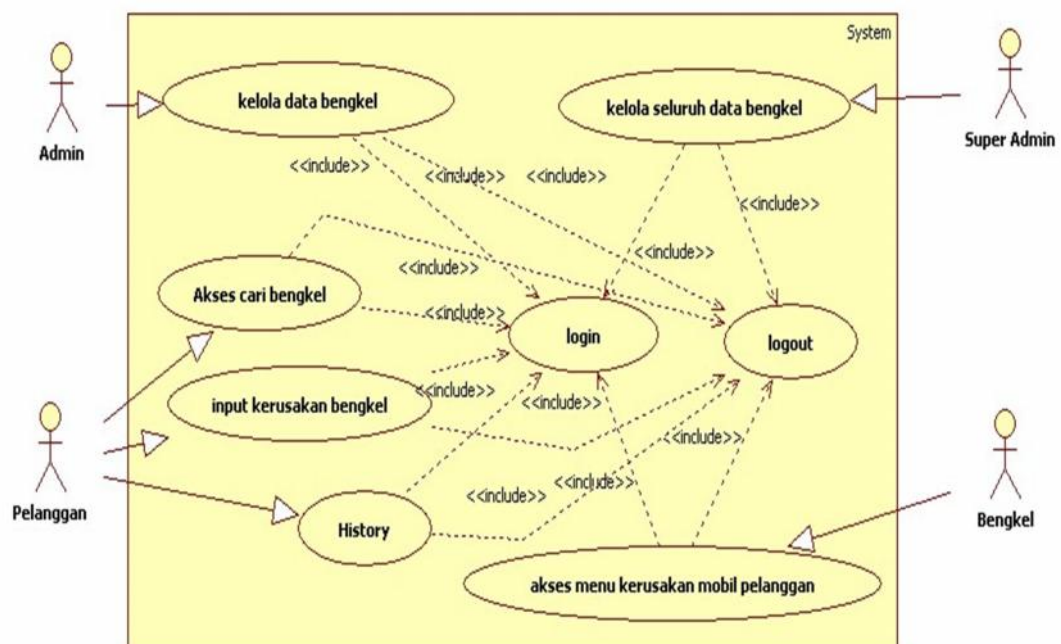 System
kelola data bengkel
kelola seluruh data bengkel
Admin
Super Admin
<<include>>
<<include>>
<<include>>
<<include>>
<<include>>
<<include>>
Akses cari bengkel
<<include>>
login
logout
<<include>>
input kerusakan bengkel
<<include>>
<<include>>
Pelanggan
<<include>>
<<include>>
Bengkel
History
akses menu kerusakan mobil pelanggan